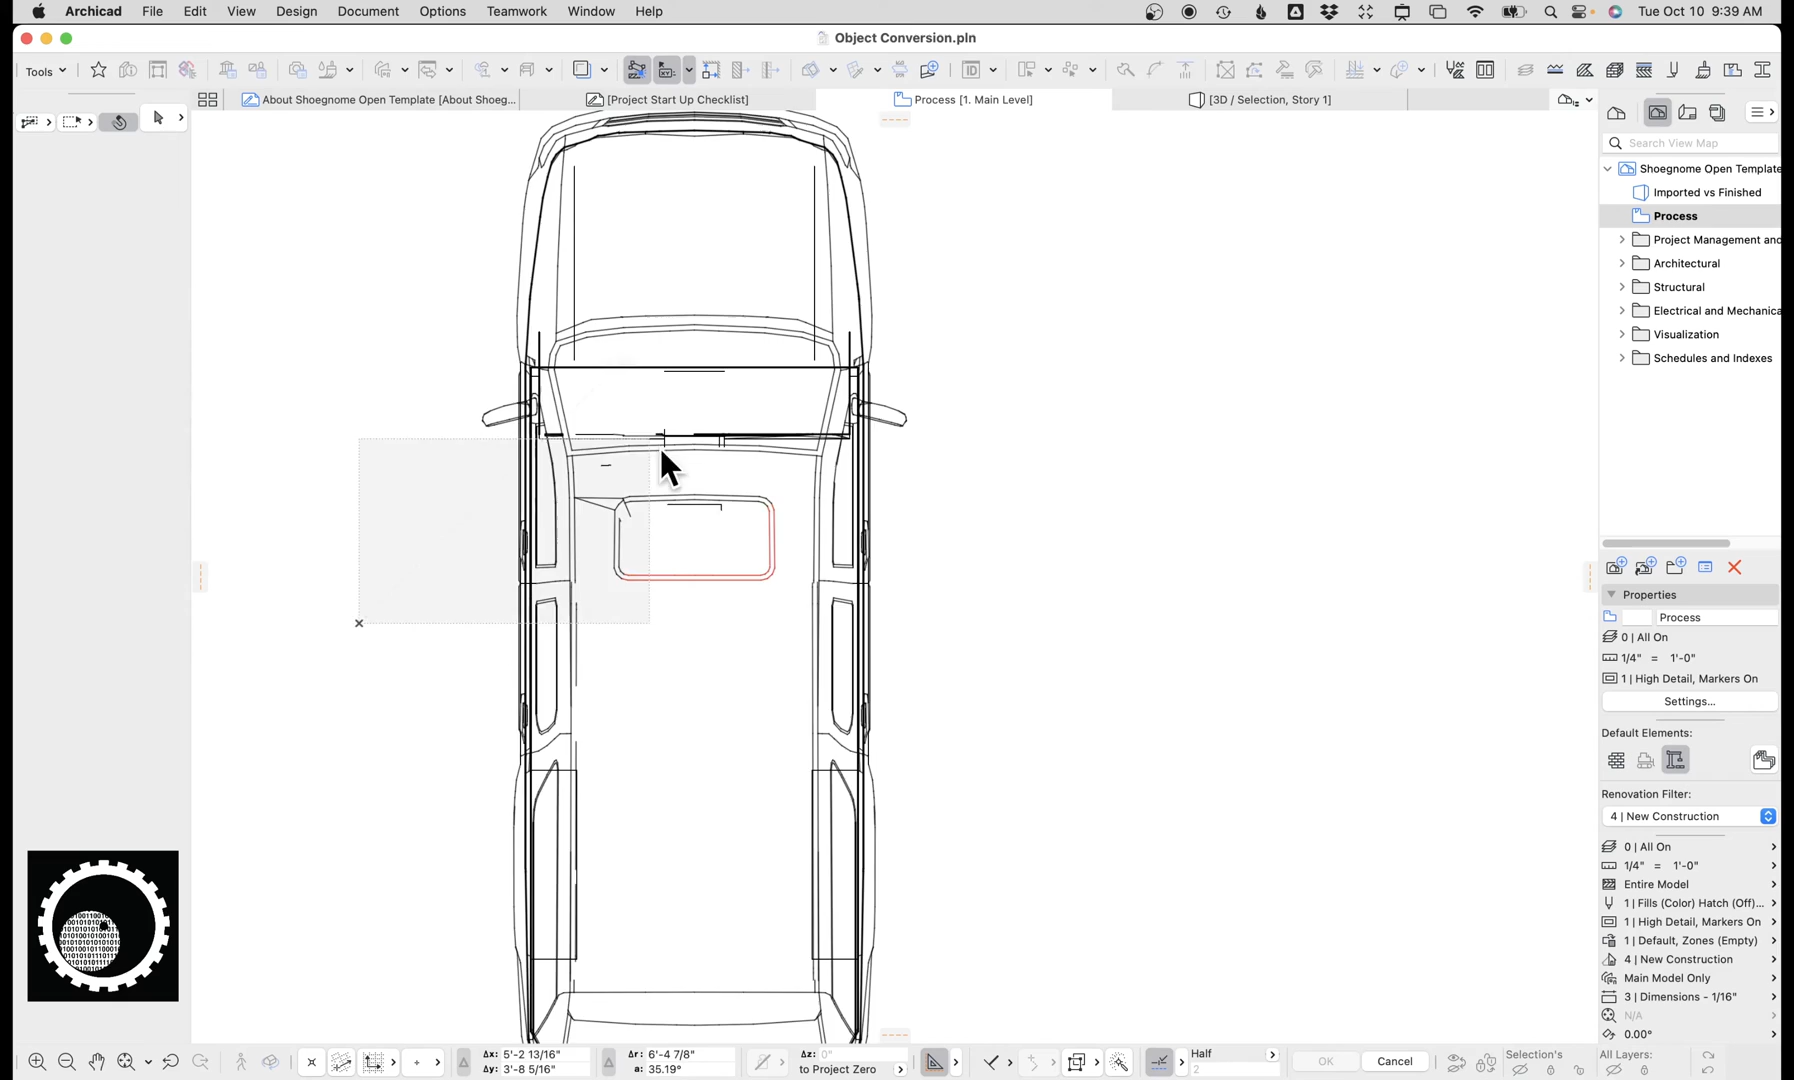 Archicad File Edit View Design Document Options Teamwork Window Help Tue Oct 10 9:39 AM
Object Conversion.pln
Tools
About Shoegnome Open Template [About Shoeg... [Project Start Up Checklist] Process [1. Main Level] [3D / Selection, Story 1]
Search View Map
Shoegnome Open Template
Imported vs Finished
Process
Project Management and
Architectural
Structural
Electrical and Mechanica
Visualization
Schedules and Indexes
Properties
Process
0 | All On
1/4" = 1'-0"
1 | High Detail, Markers On
Settings...
Default Elements:
Renovation Filter:
4 | New Construction
0 | All On
1/4" = 1'-0"
Entire Model
1 | Fills (Color) Hatch (Off)...
1 | High Detail, Markers On
1 | Default, Zones (Empty)
4 | New Construction
Main Model Only
3 | Dimensions - 1/16"
N/A
0.00°
Δx: 5'-2 13/16" Δr: 6'-4 7/8" Δz: 0" Half Selection's All Layers:
Δy: 3'-8 5/16" a: 35.19° to Project Zero 2 OK Cancel